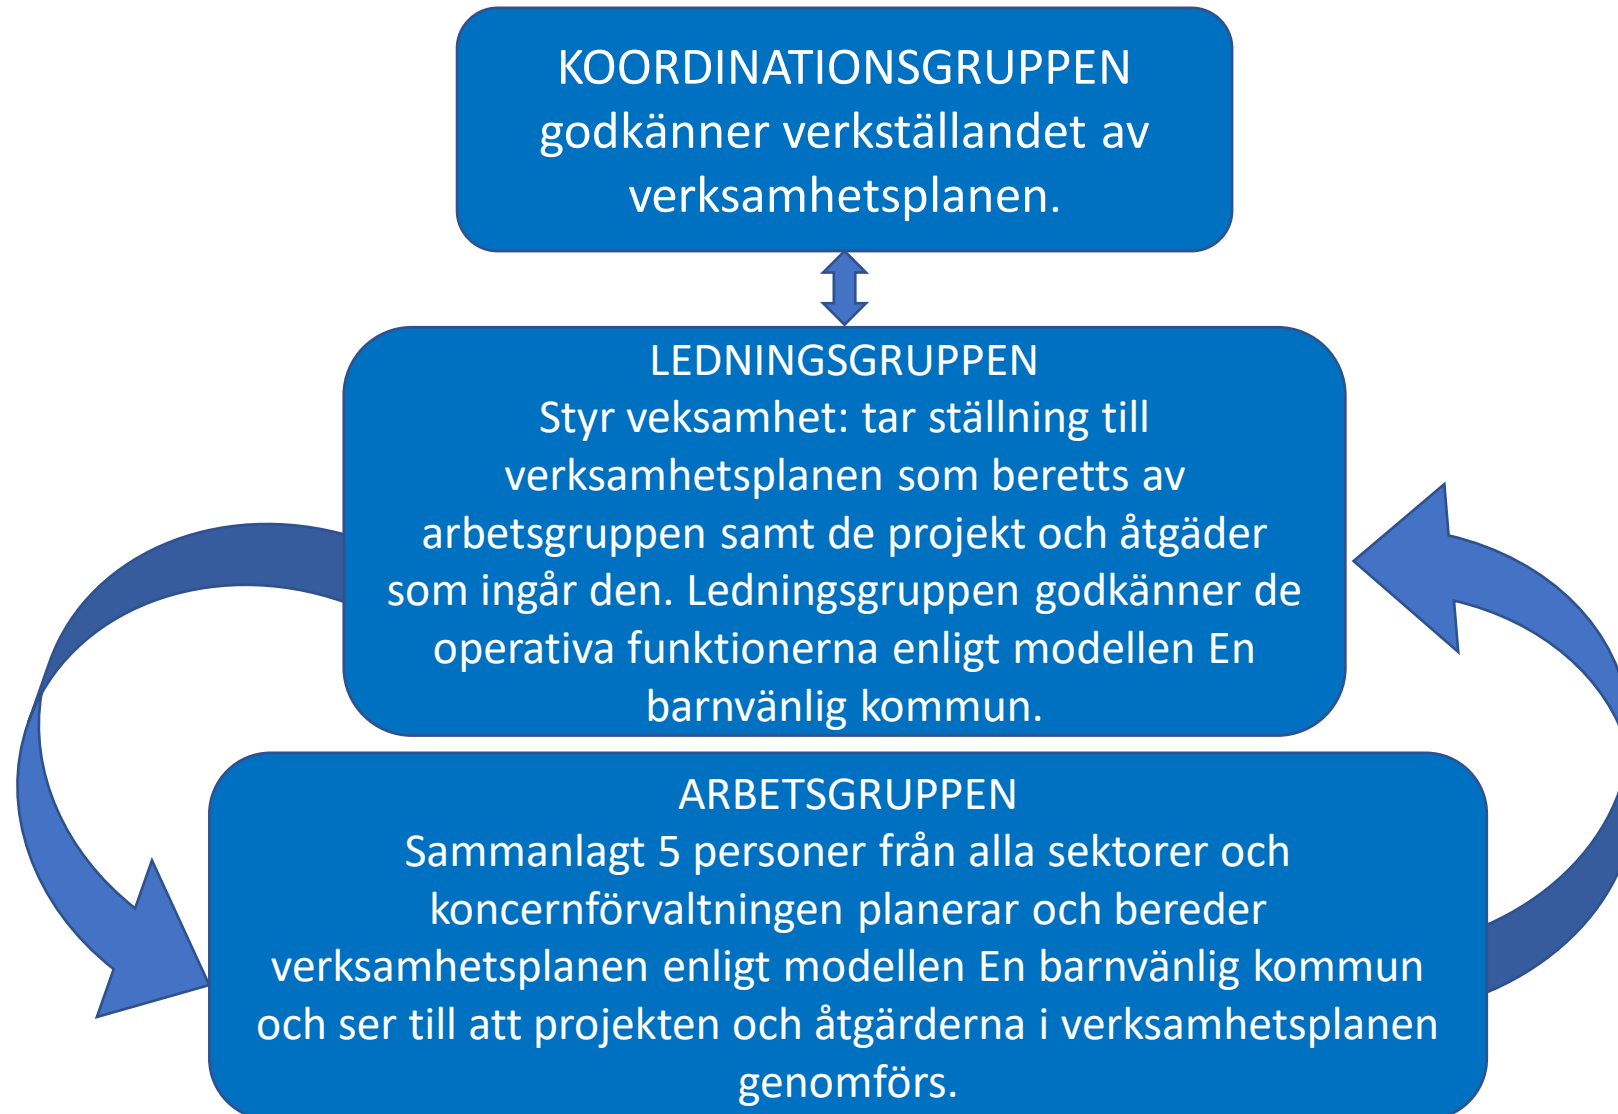 KOORDINATIONSGRUPPEN
godkänner verkställandet av
verksamhetsplanen.
LEDNINGSGRUPPEN
Styr veksamhet: tar ställning till
verksamhetsplanen som beretts av
arbetsgruppen samt de projekt och åtgäder
som ingår den. Ledningsgruppen godkänner de
operativa funktionerna enligt modellen En
barnvänlig kommun.
ARBETSGRUPPEN
Sammanlagt 5 personer från alla sektorer och
koncernförvaltningen planerar och bereder
verksamhetsplanen enligt modellen En barnvänlig kommun
och ser till att projekten och åtgärderna i verksamhetsplanen
genomförs.